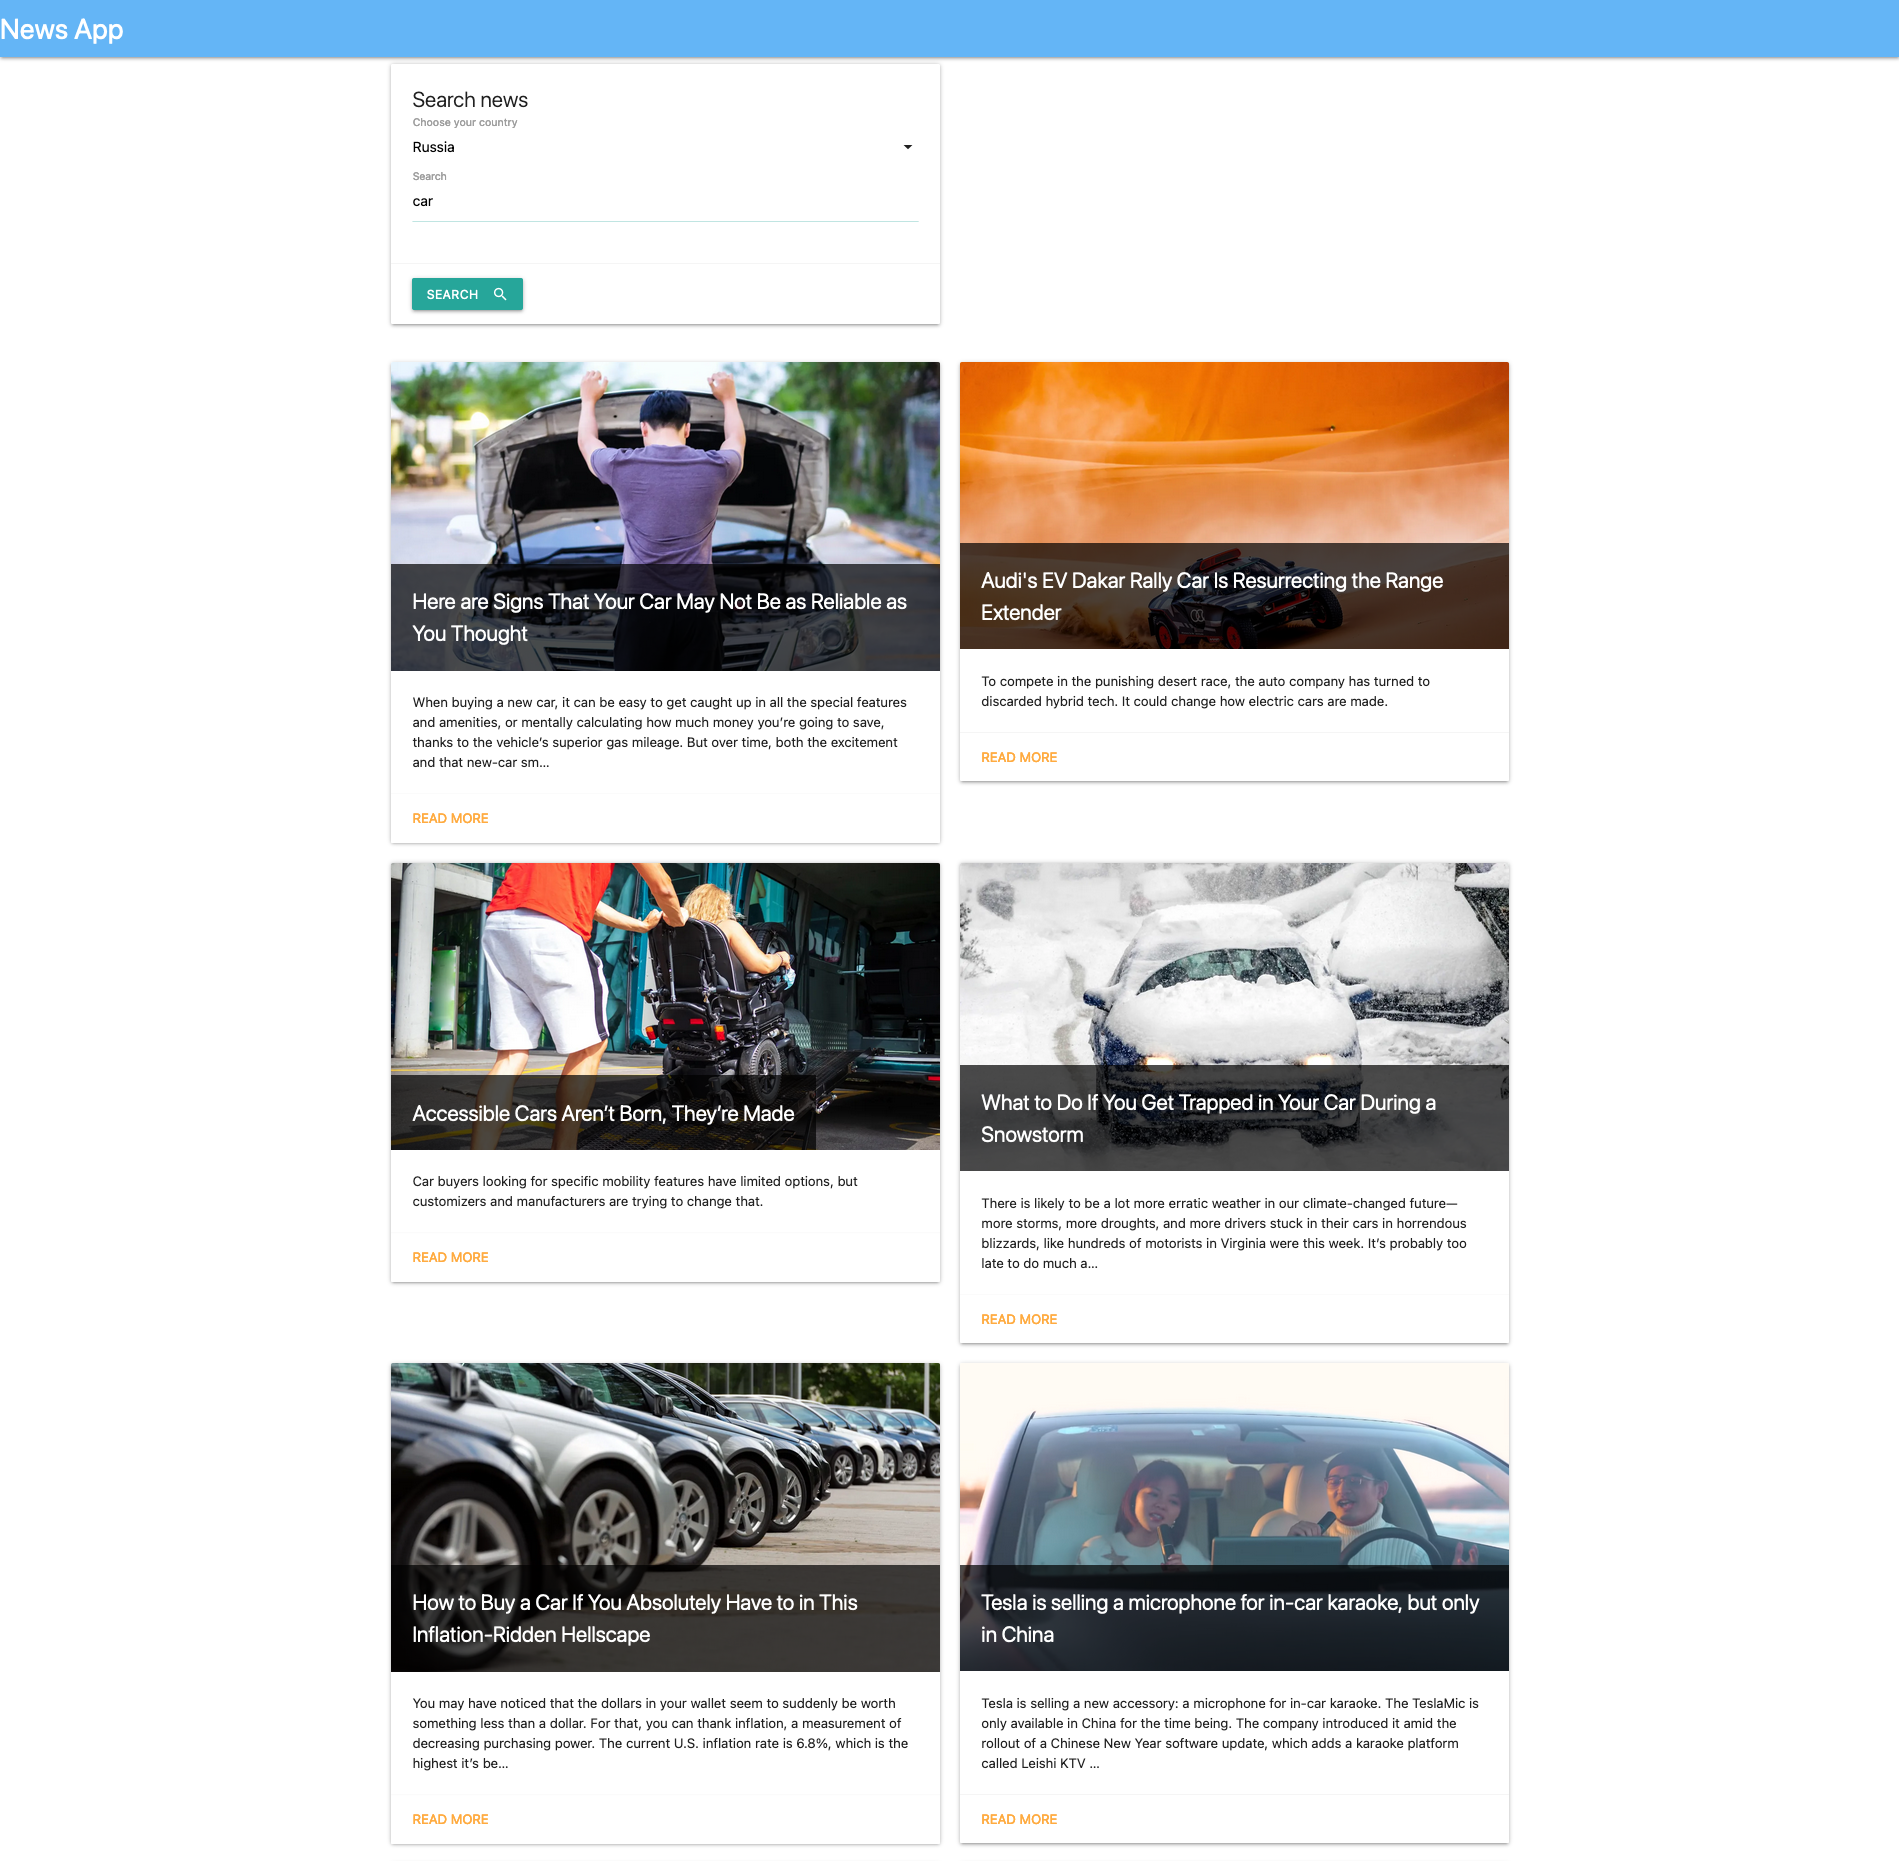 News App
Search news
Choose your country
Russia
Search
car
SEARCH
Here are Signs That Your Car May Not Be as Reliable as
You Thought
When buying a new car, it can be easy to get caught up in all the special features
and amenities, or mentally calculating how much money you’re going to save,
thanks to the vehicle’s superior gas mileage. But over time, both the excitement
and that new-car sm…
READ MORE
Audi's EV Dakar Rally Car Is Resurrecting the Range
Extender
To compete in the punishing desert race, the auto company has turned to
discarded hybrid tech. It could change how electric cars are made.
READ MORE
Accessible Cars Aren’t Born, They’re Made
Car buyers looking for specific mobility features have limited options, but
customizers and manufacturers are trying to change that.
READ MORE
What to Do If You Get Trapped in Your Car During a
Snowstorm
There is likely to be a lot more erratic weather in our climate-changed future—
more storms, more droughts, and more drivers stuck in their cars in horrendous
blizzards, like hundreds of motorists in Virginia were this week. It’s probably too
late to do much a…
READ MORE
How to Buy a Car If You Absolutely Have to in This
Inflation-Ridden Hellscape
You may have noticed that the dollars in your wallet seem to suddenly be worth
something less than a dollar. For that, you can thank inflation, a measurement of
decreasing purchasing power. The current U.S. inflation rate is 6.8%, which is the
highest it’s be…
READ MORE
Tesla is selling a microphone for in-car karaoke, but only
in China
Tesla is selling a new accessory: a microphone for in-car karaoke. The TeslaMic is
only available in China for the time being. The company introduced it amid the
rollout of a Chinese New Year software update, which adds a karaoke platform
called Leishi KTV …
READ MORE